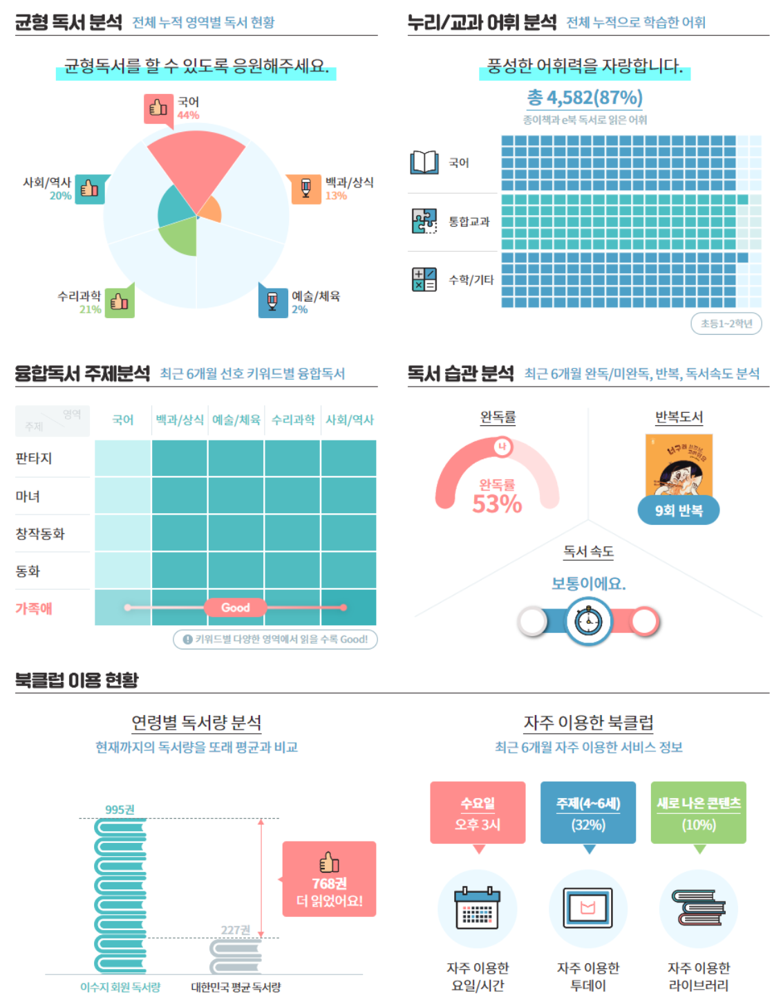 균형 독서 분석 전체 누적 영역별 독서 현황
균형독서를 할 수 있도록 응원해주세요.
국어
44%
사회/역사
20%
백과/상식
13%
수리과학
21%
예술/체육
2%
누리/교과 어휘 분석 전체 누적으로 학습한 어휘
풍성한 어휘력을 자랑합니다.
총 4,582(87%)
종이책과 e북 독서로 읽은 어휘
국어
통합교과
수학/기타
초등1~2학년
융합독서 주제분석 최근 6개월 선호 키워드별 융합독서
영역
주제
국어 백과/상식 예술/체육 수리과학 사회/역사
판타지
마녀
창작동화
동화
가족애
Good
키워드별 다양한 영역에서 읽을 수록 Good!
독서 습관 분석 최근 6개월 완독/미완독, 반복, 독서속도 분석
완독률
나
완독률
53%
반복도서
9회 반복
독서 속도
보통이에요.
북클럽 이용 현황
연령별 독서량 분석
현재까지의 독서량을 또래 평균과 비교
995권
768권
더 읽었어요!
227권
이수지 회원 독서량
대한민국 평균 독서량
자주 이용한 북클럽
최근 6개월 자주 이용한 서비스 정보
수요일
오후 3시
주제(4~6세)
(32%)
새로 나온 콘텐츠
(10%)
자주 이용한
요일/시간
자주 이용한
투데이
자주 이용한
라이브러리